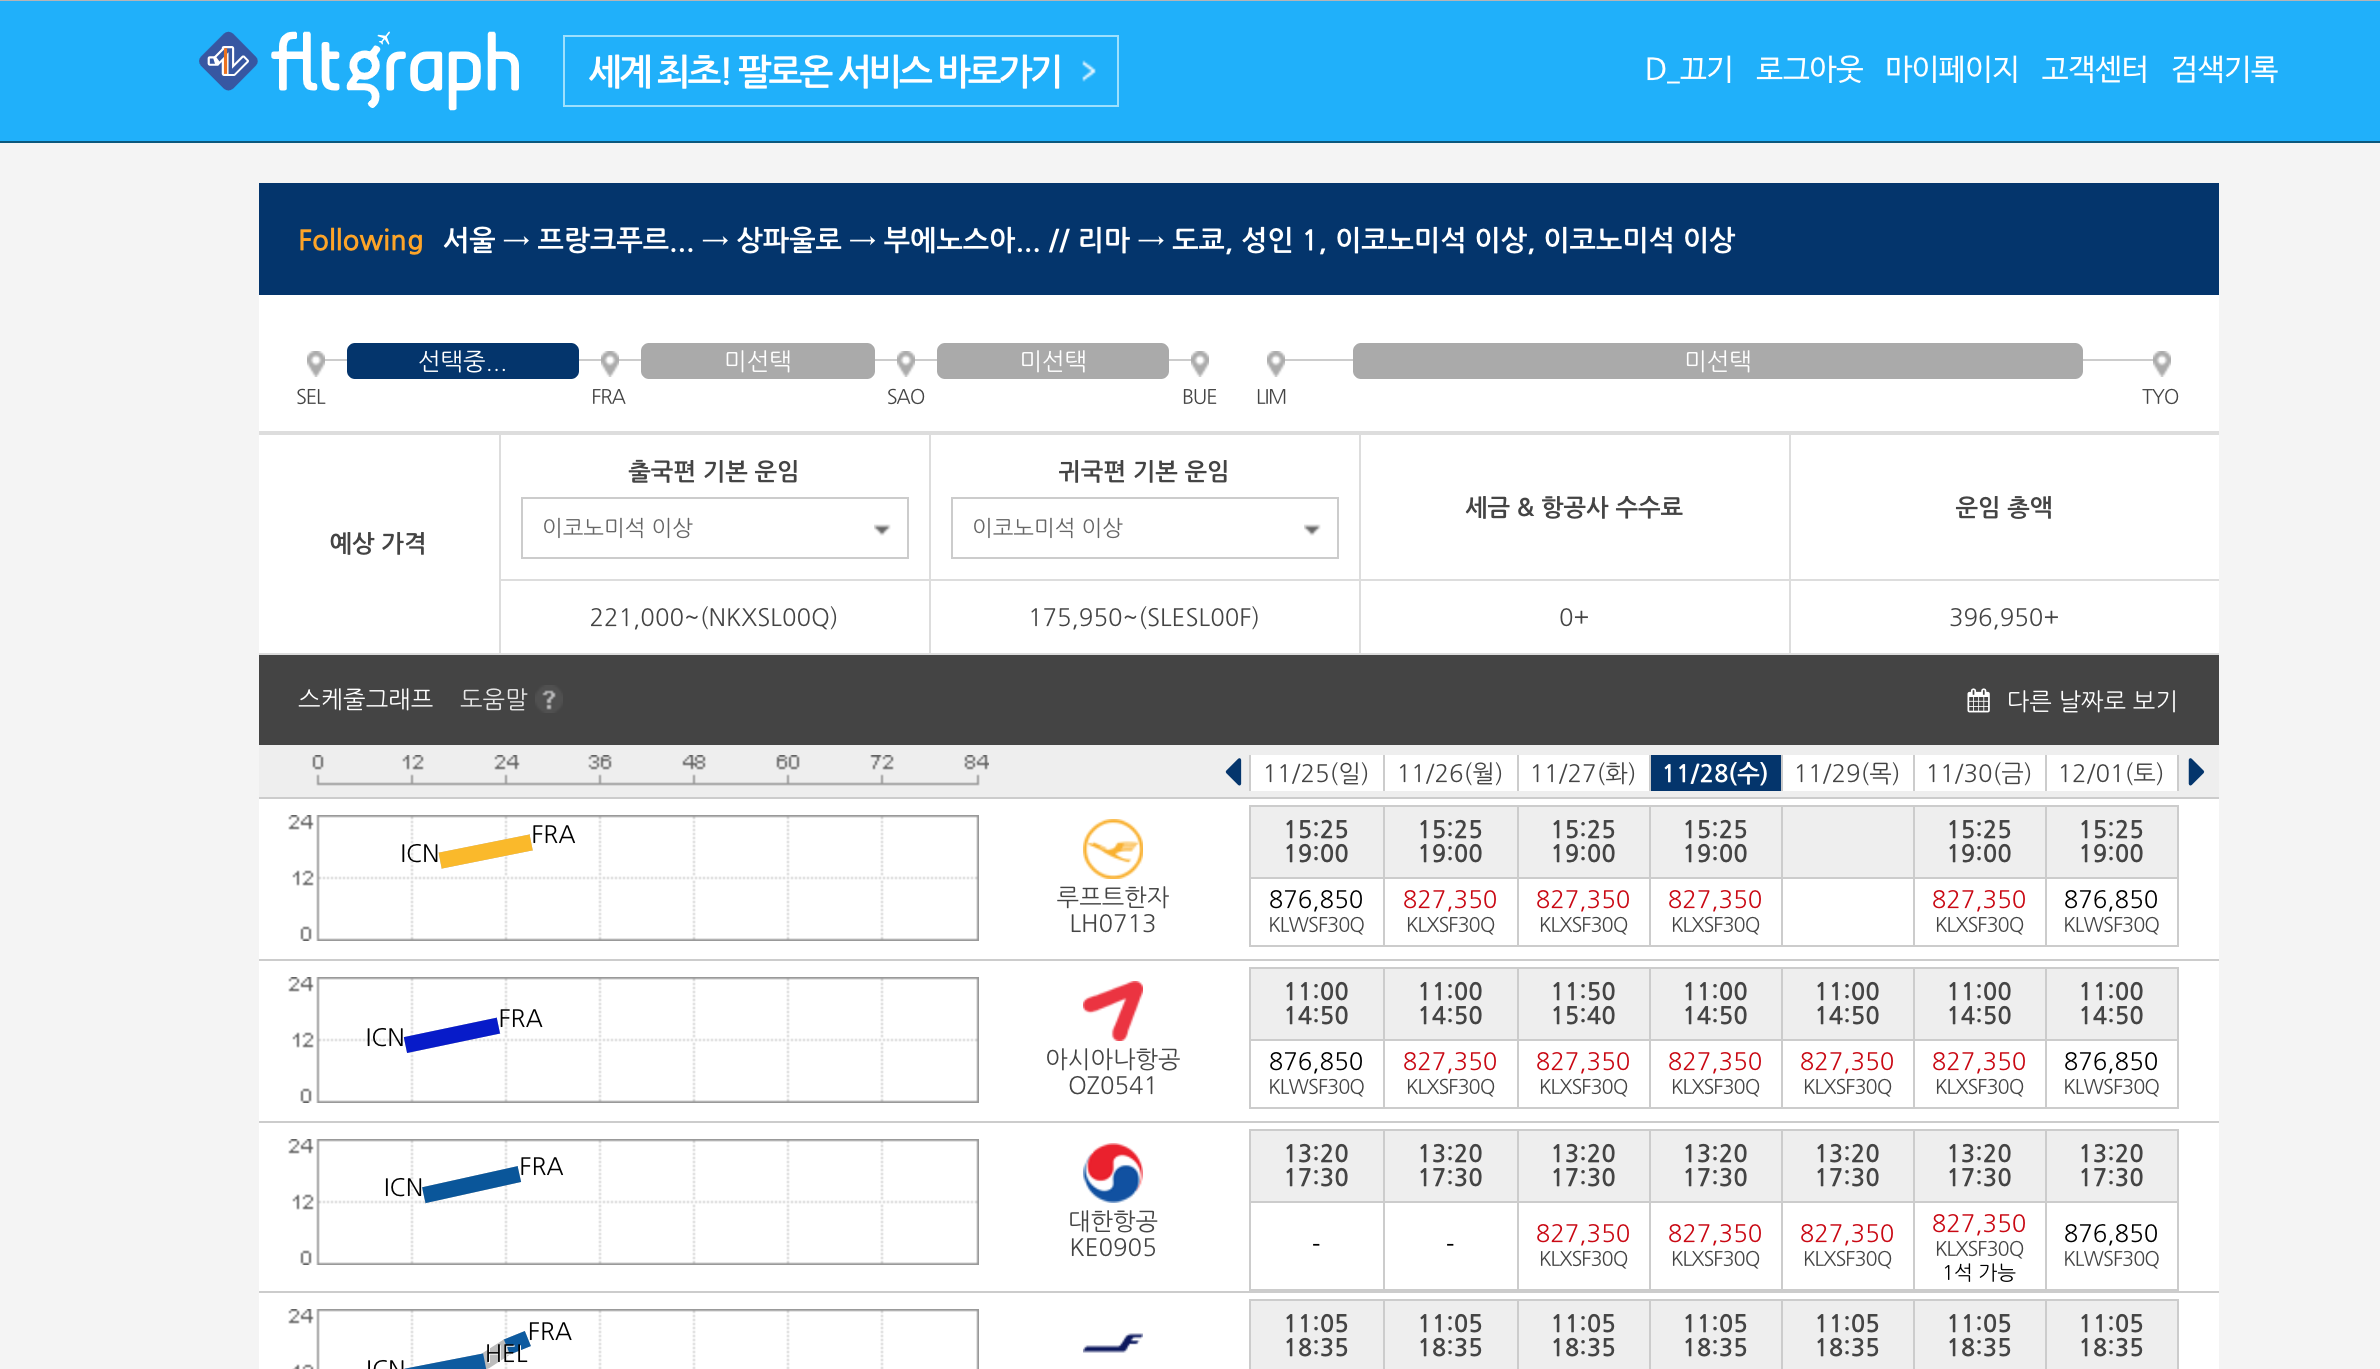 fltgraph
세계 최초! 팔로온 서비스 바로가기 >
D_끄기 로그아웃 마이페이지 고객센터 검색기록
Following 서울 → 프랑크푸르... → 상파울로 → 부에노스아... // 리마 → 도쿄, 성인 1, 이코노미석 이상, 이코노미석 이상
선택중... 미선택 미선택 미선택
SEL FRA SAO BUE LIM TYO
예상 가격
출국편 기본 운임 귀국편 기본 운임 세금 & 항공사 수수료 운임 총액
이코노미석 이상 이코노미석 이상
221,000~(NKXSL00Q) 175,950~(SLESL00F) 0+ 396,950+
스케줄그래프 도움말 ? 다른 날짜로 보기
0 12 24 36 48 60 72 84
11/25(일) 11/26(월) 11/27(화) 11/28(수) 11/29(목) 11/30(금) 12/01(토)
24
12
0
ICN FRA
루프트한자
LH0713
15:25 15:25 15:25 15:25 15:25 15:25
19:00 19:00 19:00 19:00 19:00 19:00
876,850 827,350 827,350 827,350 827,350 876,850
KLWSF30Q KLXSF30Q KLXSF30Q KLXSF30Q KLXSF30Q KLWSF30Q
24
12
0
ICN FRA
아시아나항공
OZ0541
11:00 11:00 11:50 11:00 11:00 11:00 11:00
14:50 14:50 15:40 14:50 14:50 14:50 14:50
876,850 827,350 827,350 827,350 827,350 827,350 876,850
KLWSF30Q KLXSF30Q KLXSF30Q KLXSF30Q KLXSF30Q KLXSF30Q KLWSF30Q
24
12
0
ICN FRA
대한항공
KE0905
13:20 13:20 13:20 13:20 13:20 13:20 13:20
17:30 17:30 17:30 17:30 17:30 17:30 17:30
- - 827,350 827,350 827,350 827,350 876,850
KLXSF30Q KLXSF30Q KLXSF30Q KLXSF30Q KLWSF30Q
1석 가능
24
12
ICN HEL FRA
11:05 11:05 11:05 11:05 11:05 11:05 11:05
18:35 18:35 18:35 18:35 18:35 18:35 18:35